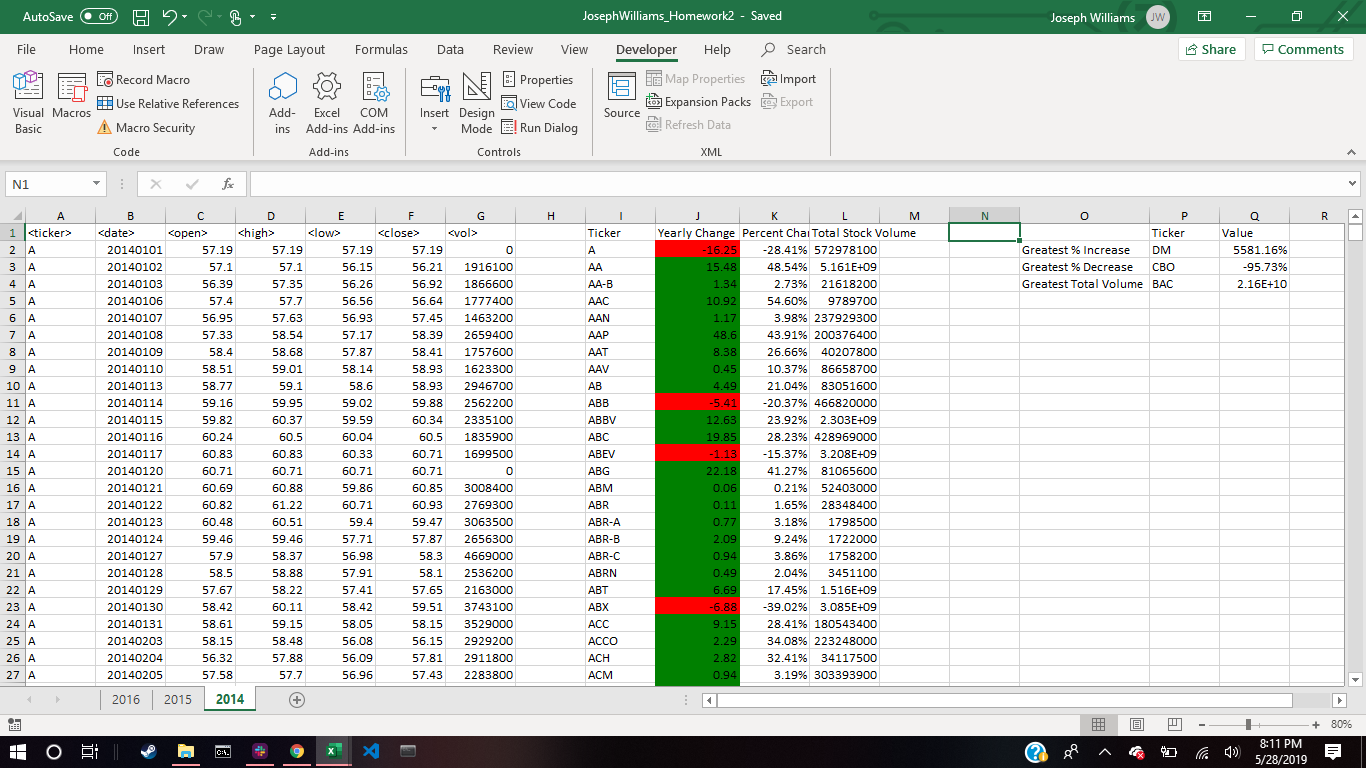 AutoSave Off JosephWilliams_Homework2 - Saved Joseph Williams JW
File Home Insert Draw Page Layout Formulas Data Review View Developer Help Search Share Comments
Visual Basic Macros Record Macro Use Relative References Macro Security Code
Add-ins Excel Add-ins COM Add-ins Add-ins
Insert Design Mode Properties View Code Run Dialog Controls
Source Map Properties Expansion Packs Refresh Data Import Export XML
N1 fx
A B C D E F G H I J K L M N O P Q R
1 <ticker> <date> <open> <high> <low> <close> <vol> Ticker Yearly Change Percent Chan Total Stock Volume Ticker Value
2 A 20140101 57.19 57.19 57.19 57.19 0 A -16.25 -28.41% 572978100 Greatest % Increase DM 5581.16%
3 A 20140102 57.1 57.1 56.15 56.21 1916100 AA 15.48 48.54% 5.161E+09 Greatest % Decrease CBO -95.73%
4 A 20140103 56.39 57.35 56.26 56.92 1866600 AA-B 1.34 2.73% 21618200 Greatest Total Volume BAC 2.16E+10
5 A 20140106 57.4 57.7 56.56 56.64 1777400 AAC 10.92 54.60% 9789700
6 A 20140107 56.95 57.63 56.93 57.45 1463200 AAN 1.17 3.98% 237929300
7 A 20140108 57.33 58.54 57.17 58.39 2659400 AAP 48.6 43.91% 200376400
8 A 20140109 58.4 58.68 57.87 58.41 1757600 AAT 8.38 26.66% 40207800
9 A 20140110 58.51 59.01 58.14 58.93 1623300 AAV 0.45 10.37% 86658700
10 A 20140113 58.77 59.1 58.6 58.93 2946700 AB 4.49 21.04% 83051600
11 A 20140114 59.16 59.95 59.02 59.88 2562200 ABB -5.41 -20.37% 466820000
12 A 20140115 59.82 60.37 59.59 60.34 2335100 ABBV 12.63 23.92% 2.303E+09
13 A 20140116 60.24 60.5 60.04 60.5 1835900 ABC 19.85 28.23% 428969000
14 A 20140117 60.83 60.83 60.33 60.71 1699500 ABEV -1.13 -15.37% 3.208E+09
15 A 20140120 60.71 60.71 60.71 60.71 0 ABG 22.18 41.27% 81065600
16 A 20140121 60.69 60.88 59.86 60.85 3008400 ABM 0.06 0.21% 52403000
17 A 20140122 60.82 61.22 60.71 60.93 2769300 ABR 0.11 1.65% 28348400
18 A 20140123 60.48 60.51 59.4 59.47 3063500 ABR-A 0.77 3.18% 1798500
19 A 20140124 59.46 59.46 57.71 57.87 2656300 ABR-B 2.09 9.24% 1722000
20 A 20140127 57.9 58.37 56.98 58.3 4669000 ABR-C 0.94 3.86% 1758200
21 A 20140128 58.5 58.88 57.91 58.1 2536200 ABRN 0.49 2.04% 3451100
22 A 20140129 57.67 58.22 57.41 57.65 2163000 ABT 6.69 17.45% 1.516E+09
23 A 20140130 58.42 60.11 58.42 59.51 3743100 ABX -6.88 -39.02% 3.085E+09
24 A 20140131 58.61 59.15 58.05 58.15 3529000 ACC 9.15 28.41% 180543400
25 A 20140203 58.15 58.48 56.08 56.15 2929200 ACCO 2.29 34.08% 223248000
26 A 20140204 56.32 57.88 56.09 57.81 2911800 ACH 2.82 32.41% 34117500
27 A 20140205 57.58 57.7 56.96 57.43 2283800 ACM 0.94 3.19% 303393900
2016 2015 2014
80%
8:11 PM
5/28/2019